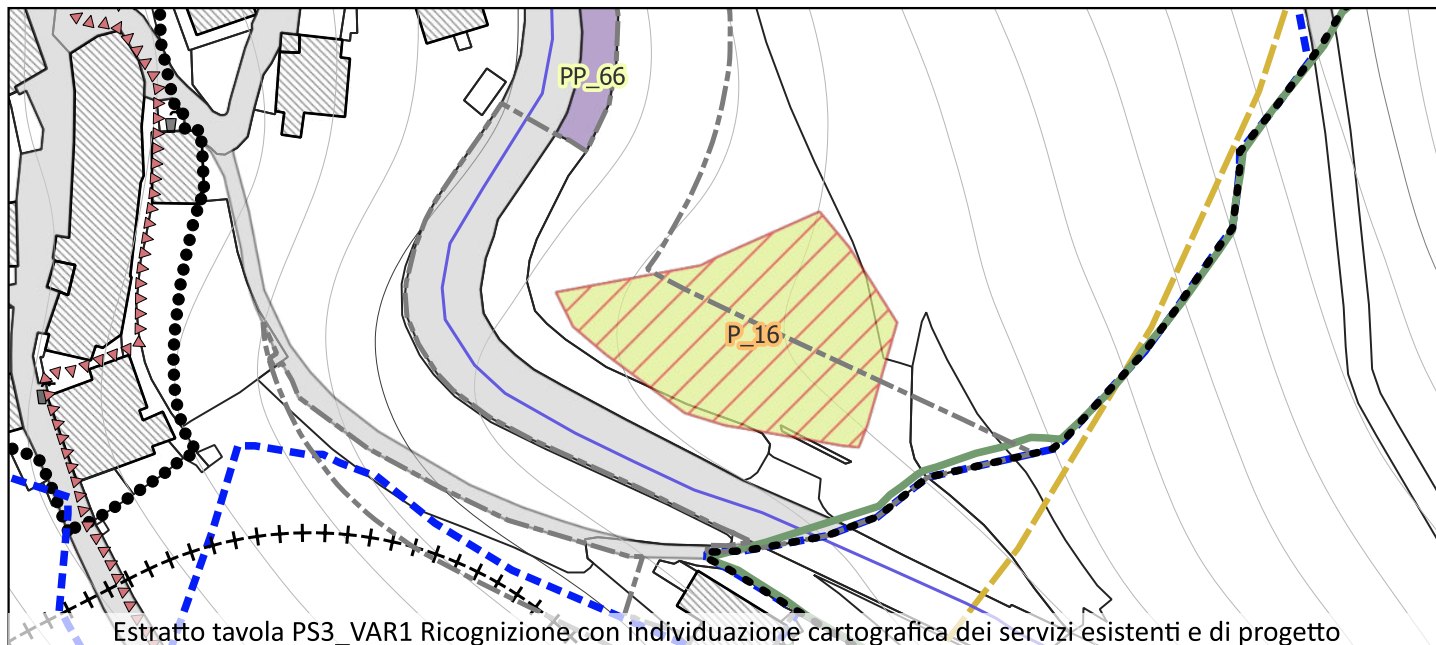 PP_66
P_16
Estratto tavola PS3_VAR1 Ricognizione con individuazione cartografica dei servizi esistenti e di progetto